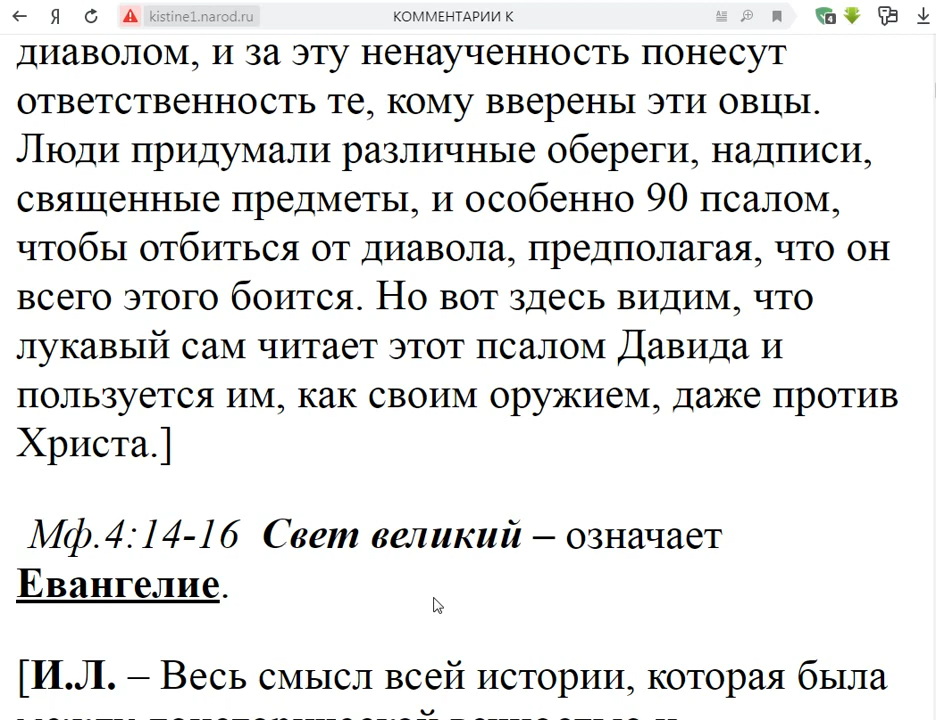 kistine1.narod.ru
КОММЕНТАРИИ К
4
диаволом, и за эту ненаученность понесут
ответственность те, кому вверены эти овцы.
Люди придумали различные обереги, надписи,
священные предметы, и особенно 90 псалом,
чтобы отбиться от диавола, предполагая, что он
всего этого боится. Но вот здесь видим, что
лукавый сам читает этот псалом Давида и
пользуется им, как своим оружием, даже против
Христа.]
Мф.4:14-16 Свет великий – означает
Евангелие.
[И.Л. – Весь смысл всей истории, которая была